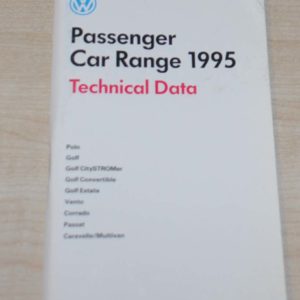 Passenger
Car Range 1995
Technical Data
Polo
Golf
Golf CitySTROMer
Golf Convertible
Golf Estate
Vento
Corrado
Passat
Caravelle/Multivan